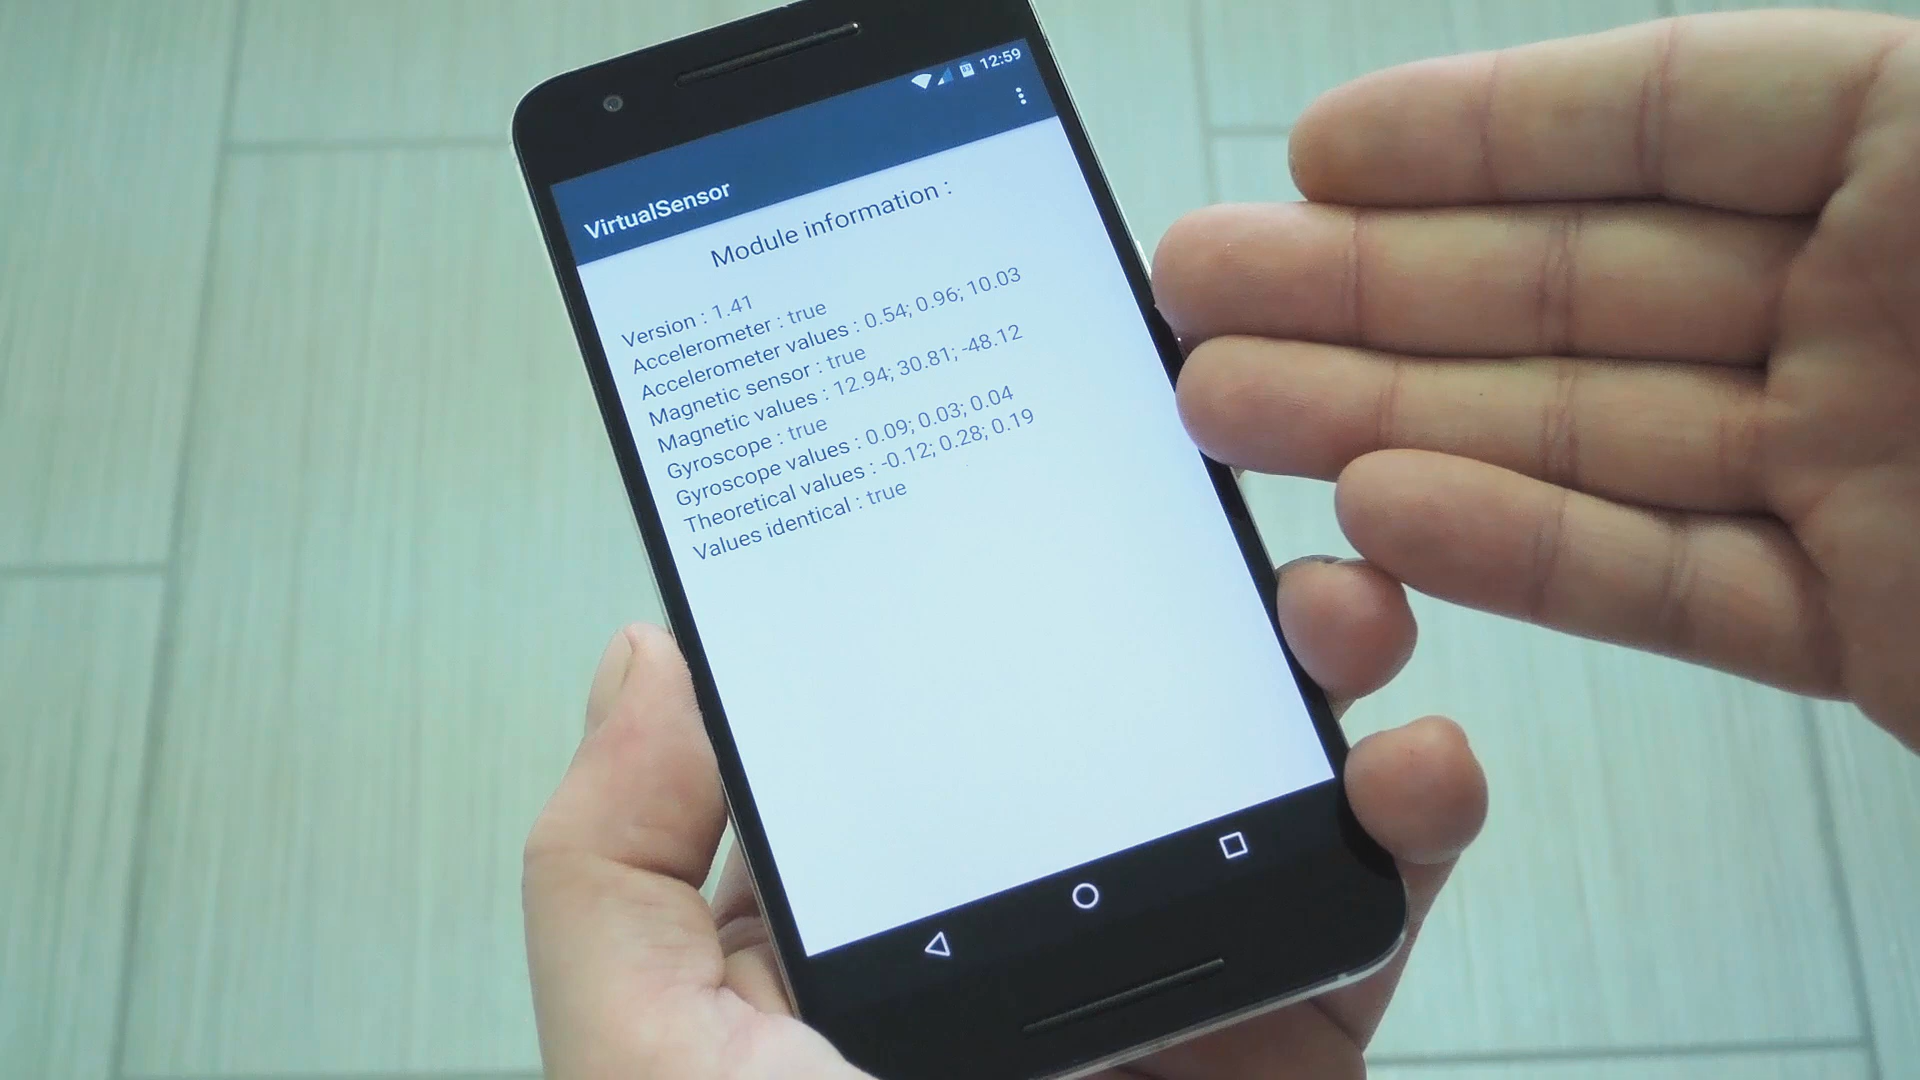 12:59
VirtualSensor
Module information :
Version : 1.41
Accelerometer : true
Accelerometer values : 0.54; 0.96; 10.03
Magnetic sensor : true
Magnetic values : 12.94; 30.81; -48.12
Gyroscope : true
Gyroscope values : 0.09; 0.03; 0.04
Theoretical values : -0.12; 0.28; 0.19
Values identical : true